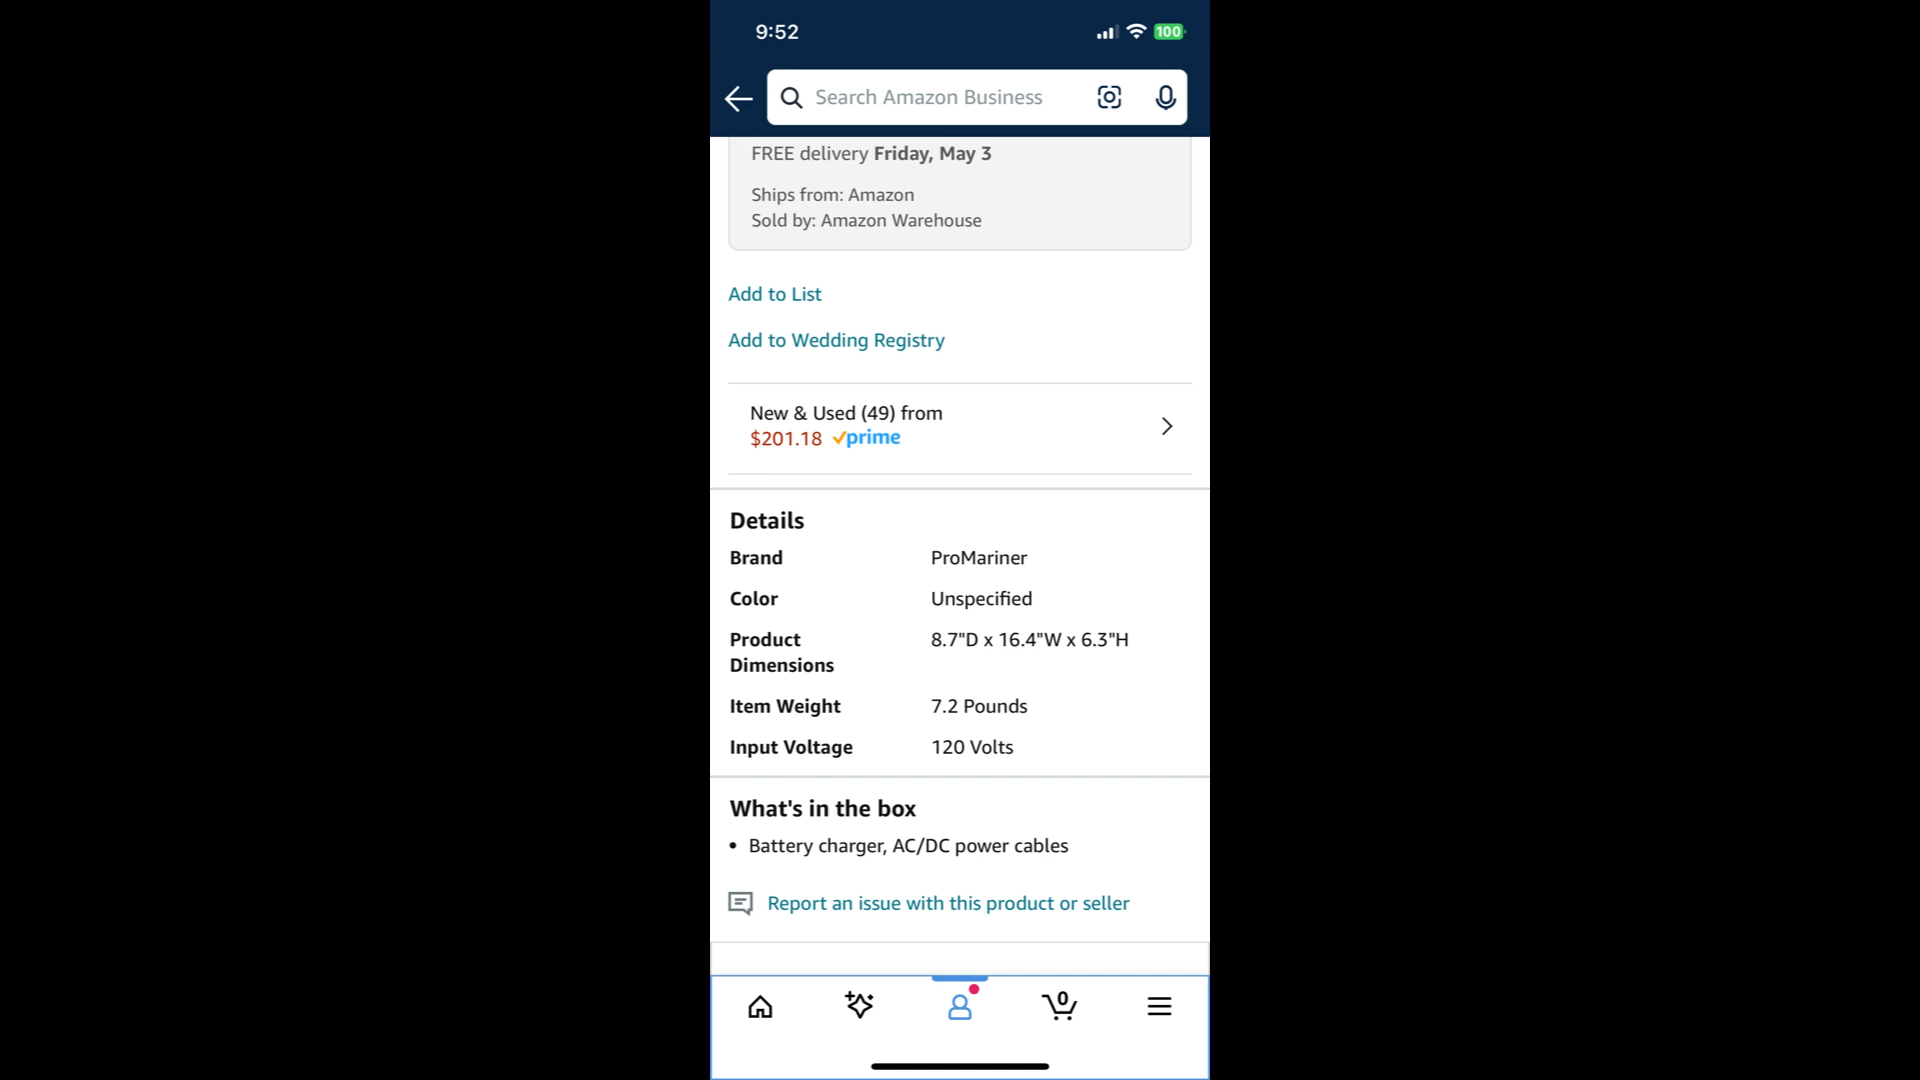 9:52
100
Search Amazon Business
FREE delivery Friday, May 3
Ships from: Amazon
Sold by: Amazon Warehouse
Add to List
Add to Wedding Registry
New & Used (49) from
$201.18 prime
Details
Brand ProMariner
Color Unspecified
Product 8.7"D x 16.4"W x 6.3"H
Dimensions
Item Weight 7.2 Pounds
Input Voltage 120 Volts
What's in the box
• Battery charger, AC/DC power cables
Report an issue with this product or seller
0